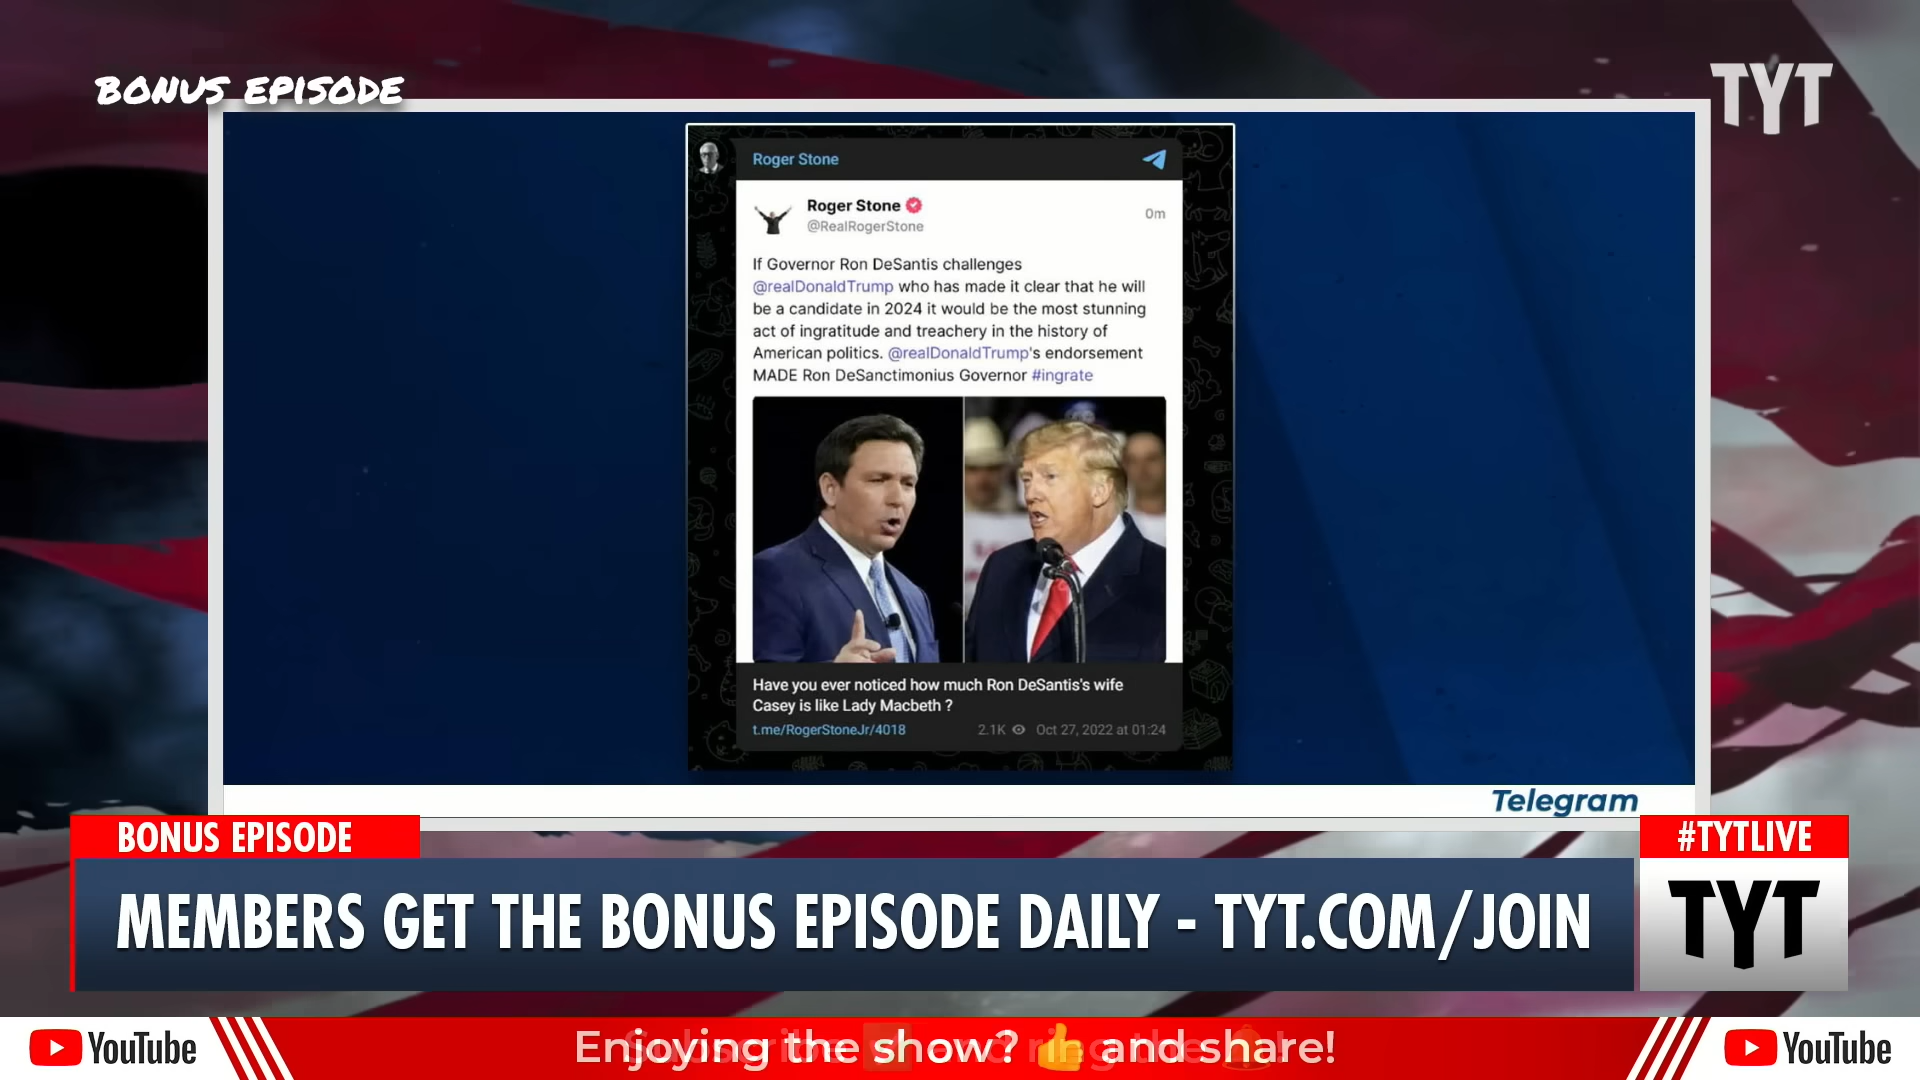 BONUS EPISODE
TYT
Roger Stone
Roger Stone
@RealRogerStone
0m
If Governor Ron DeSantis challenges
@realDonaldTrump who has made it clear that he will
be a candidate in 2024 it would be the most stunning
act of ingratitude and treachery in the history of
American politics. @realDonaldTrump's endorsement
MADE Ron DeSanctimonius Governor #ingrate
Have you ever noticed how much Ron DeSantis's wife
Casey is like Lady Macbeth ?
t.me/RogerStoneJr/4018 2.1K Oct 27, 2022 at 01:24
Telegram
BONUS EPISODE
#TYTLIVE
MEMBERS GET THE BONUS EPISODE DAILY - TYT.COM/JOIN
TYT
YouTube
Enjoying the show? 👍 and share!
YouTube